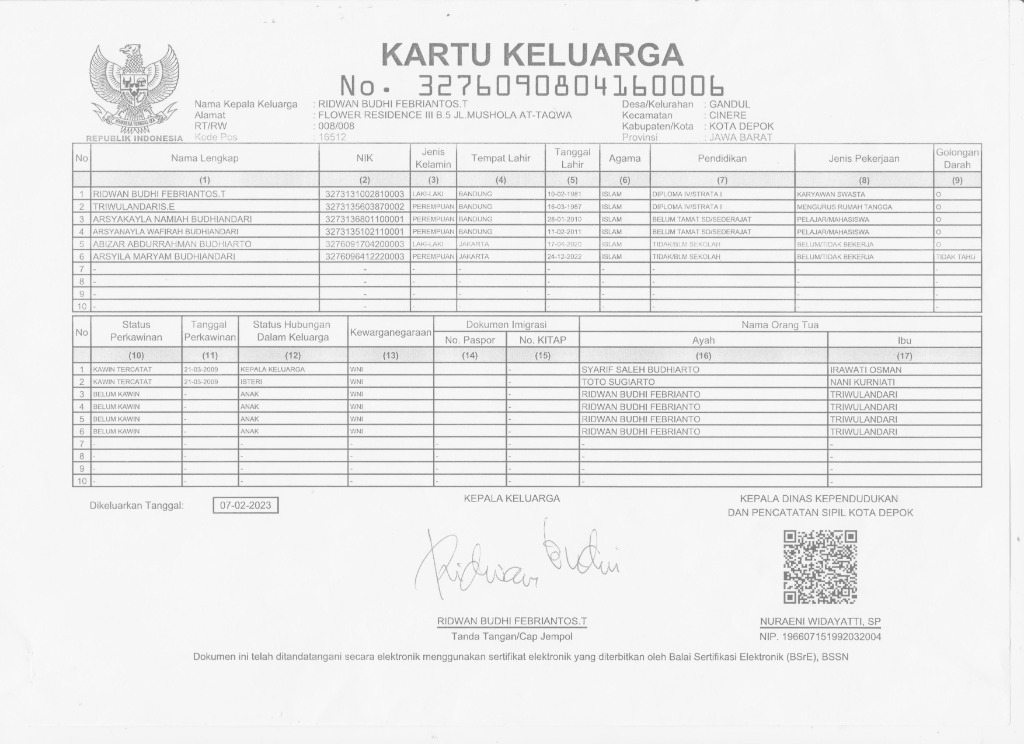 KARTU KELUARGA
No. 3276090804160006
Nama Kepala Keluarga : RIDWAN BUDHI FEBRIANTOS.T Desa/Kelurahan : GANDUL
Alamat : FLOWER RESIDENCE III B.5 JL.MUSHOLA AT-TAQWA Kecamatan : CINERE
RT/RW : 008/008 Kabupaten/Kota : KOTA DEPOK
REPUBLIK INDONESIA Kode Pos : 16512 Provinsi : JAWA BARAT
No Nama Lengkap NIK Jenis Kelamin Tempat Lahir Tanggal Lahir Agama Pendidikan Jenis Pekerjaan Golongan Darah
(1) (2) (3) (4) (5) (6) (7) (8) (9)
1 RIDWAN BUDHI FEBRIANTOS.T 3273131002810003 LAKI-LAKI BANDUNG 10-02-1981 ISLAM DIPLOMA IV/STRATA I KARYAWAN SWASTA O
2 TRIWULANDARIS.E 3273135603870002 PEREMPUAN BANDUNG 16-03-1987 ISLAM DIPLOMA IV/STRATA I MENGURUS RUMAH TANGGA O
3 ARSYAKAYLA NAMIAH BUDHIANDARI 3273136801100001 PEREMPUAN BANDUNG 28-01-2010 ISLAM BELUM TAMAT SD/SEDERAJAT PELAJAR/MAHASISWA O
4 ARSYANAYLA WAFIRAH BUDHIANDARI 3273135102110001 PEREMPUAN BANDUNG 11-02-2011 ISLAM BELUM TAMAT SD/SEDERAJAT PELAJAR/MAHASISWA O
5 ABIZAR ABDURRAHMAN BUDHIARTO 3276091704200003 LAKI-LAKI JAKARTA 17-04-2020 ISLAM TIDAK/BLM SEKOLAH BELUM/TIDAK BEKERJA O
6 ARSYILA MARYAM BUDHIANDARI 3276096412220003 PEREMPUAN JAKARTA 24-12-2022 ISLAM TIDAK/BLM SEKOLAH BELUM/TIDAK BEKERJA TIDAK TAHU
7 - - - - - - - - -
8 - - - - - - - - -
9 - - - - - - - - -
10 - - - - - - - - -
No Status Perkawinan Tanggal Perkawinan Status Hubungan Dalam Keluarga Kewarganegaraan Dokumen Imigrasi Nama Orang Tua
No. Paspor No. KITAP Ayah Ibu
(10) (11) (12) (13) (14) (15) (16) (17)
1 KAWIN TERCATAT 21-03-2009 KEPALA KELUARGA WNI - SYARIF SALEH BUDHIARTO IRAWATI OSMAN
2 KAWIN TERCATAT 21-03-2009 ISTERI WNI - TOTO SUGIARTO NANI KURNIATI
3 BELUM KAWIN - ANAK WNI - RIDWAN BUDHI FEBRIANTO TRIWULANDARI
4 BELUM KAWIN - ANAK WNI - RIDWAN BUDHI FEBRIANTO TRIWULANDARI
5 BELUM KAWIN - ANAK WNI - RIDWAN BUDHI FEBRIANTO TRIWULANDARI
6 BELUM KAWIN - ANAK WNI - RIDWAN BUDHI FEBRIANTO TRIWULANDARI
7 - - - - - - -
8 - - - - - - -
9 - - - - - - -
10 - - - - - - -
Dikeluarkan Tanggal: 07-02-2023
KEPALA KELUARGA
KEPALA DINAS KEPENDUDUKAN
DAN PENCATATAN SIPIL KOTA DEPOK
Ridwan Budhi
RIDWAN BUDHI FEBRIANTOS.T
Tanda Tangan/Cap Jempol
NURAENI WIDAYATTI, SP
NIP. 196607151992032004
Dokumen ini telah ditandatangani secara elektronik menggunakan sertifikat elektronik yang diterbitkan oleh Balai Sertifikasi Elektronik (BSrE), BSSN